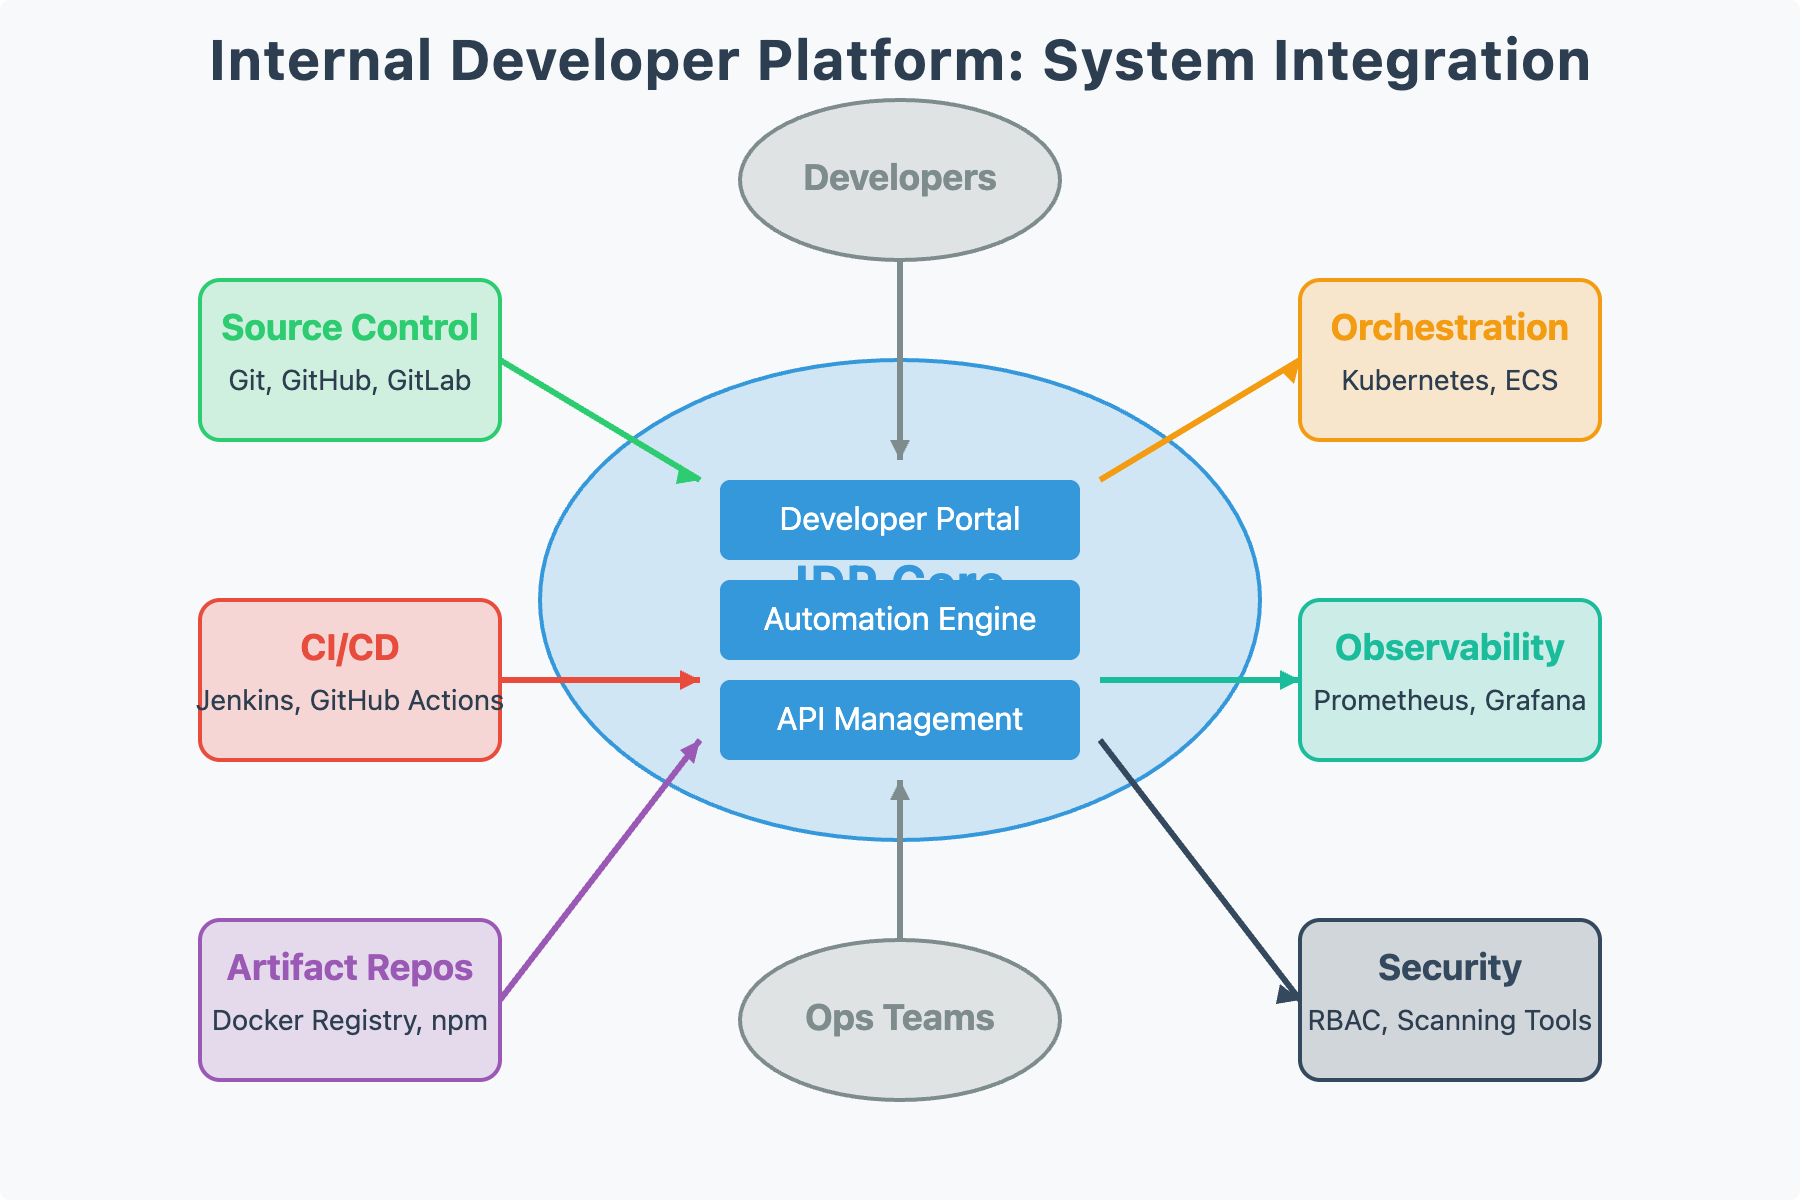 Internal Developer Platform: System Integration
Developers
Source Control
Git, GitHub, GitLab
Orchestration
Kubernetes, ECS
Developer Portal
IDP Core
Automation Engine
API Management
CI/CD
Jenkins, GitHub Actions
Observability
Prometheus, Grafana
Artifact Repos
Docker Registry, npm
Ops Teams
Security
RBAC, Scanning Tools